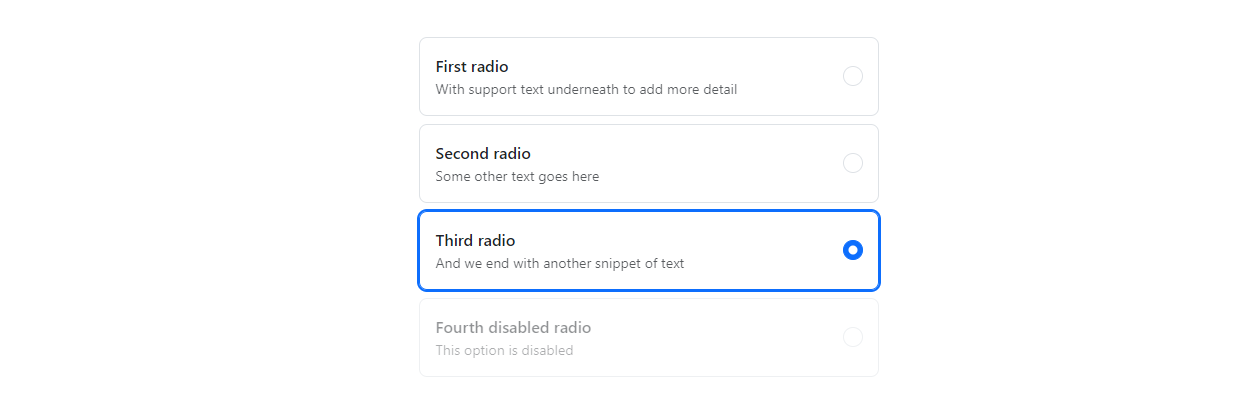 First radio
With support text underneath to add more detail
Second radio
Some other text goes here
Third radio
And we end with another snippet of text
Fourth disabled radio
This option is disabled